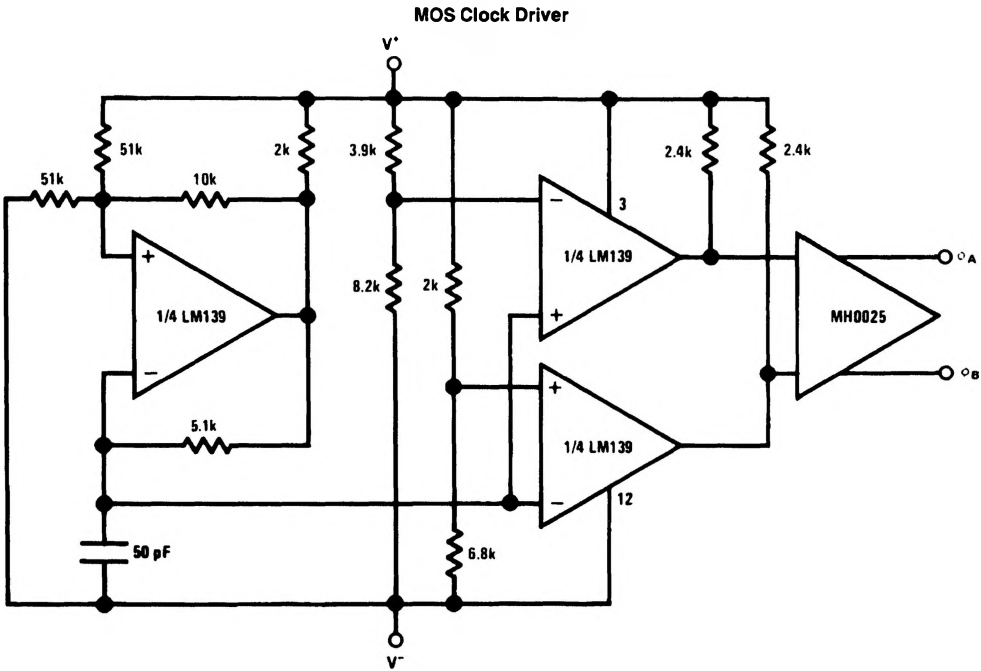 MOS Clock Driver
V+
51k
2k
3.9k
2.4k
2.4k
51k
10k
3
+
−
1/4 LM139
8.2k
2k
1/4 LM139
+
−
MH0025
ϕA
ϕB
5.1k
+
−
1/4 LM139
12
50 pF
6.8k
V−